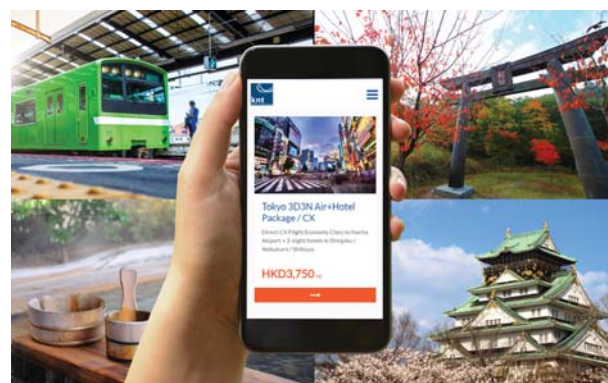 knt
Tokyo 3D3N Air+Hotel
Package / CX
Direct CX Flight Economy Class to Narita
Airport + 3-night hotels in Shinjuku /
Ikebukuro / Shibuya
HKD3,750
2